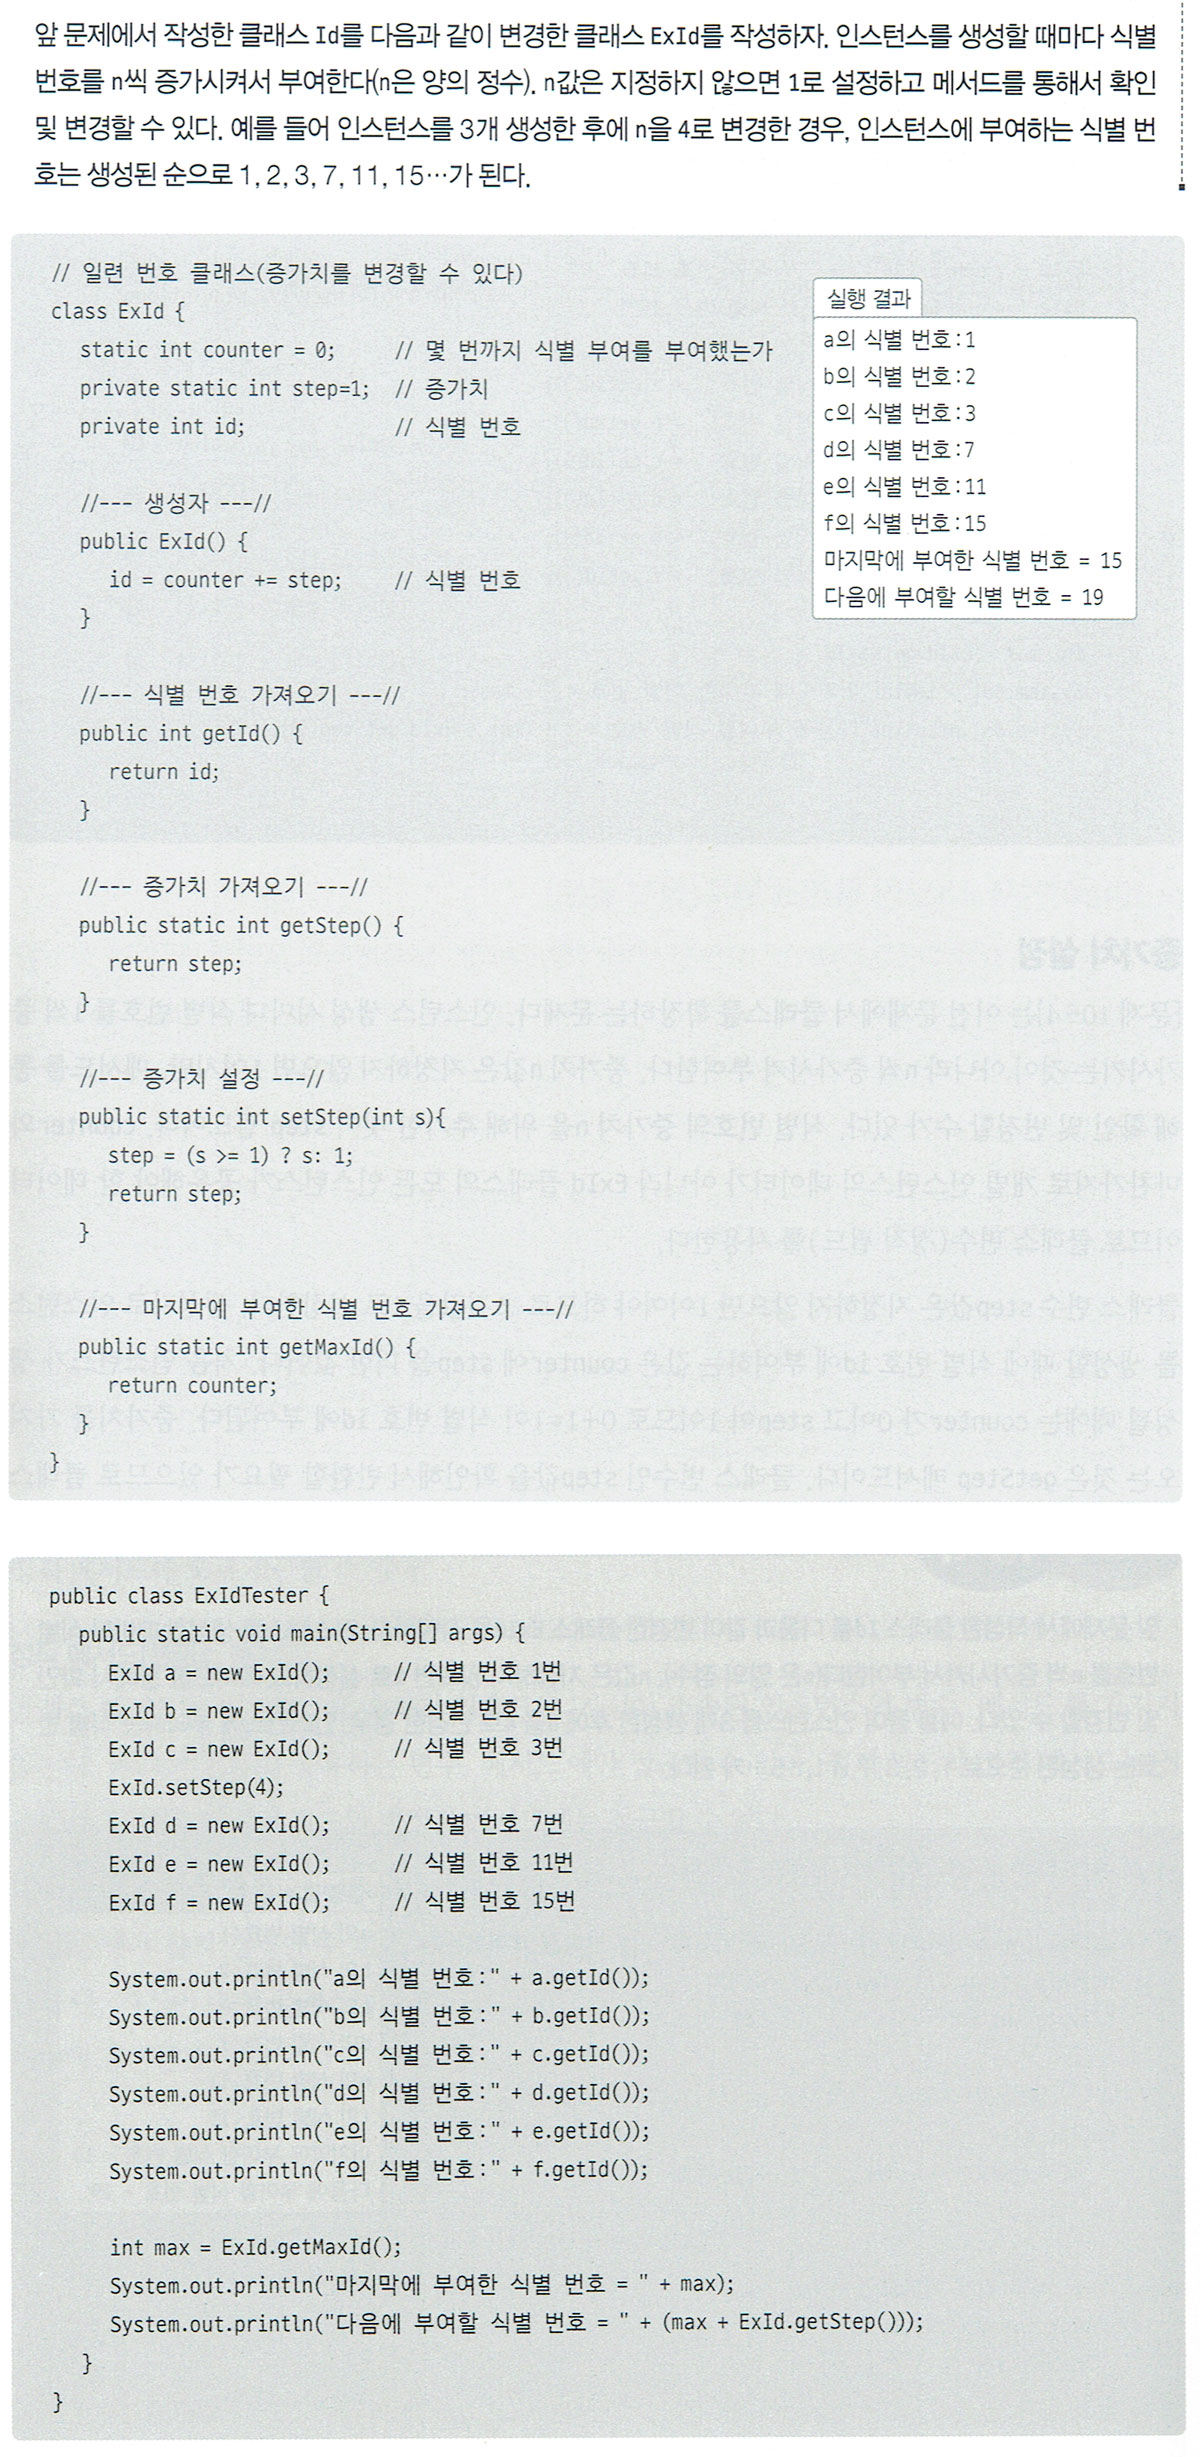 앞 문제에서 작성한 클래스 Id를 다음과 같이 변경한 클래스 ExId를 작성하자. 인스턴스를 생성할 때마다 식별
번호를 n씩 증가시켜서 부여한다(n은 양의 정수). n값은 지정하지 않으면 1로 설정하고 메서드를 통해서 확인
및 변경할 수 있다. 예를 들어 인스턴스를 3개 생성한 후에 n을 4로 변경한 경우, 인스턴스에 부여하는 식별 번
호는 생성된 순으로 1, 2, 3, 7, 11, 15…가 된다.
// 일련 번호 클래스(증가치를 변경할 수 있다)
class ExId {
static int counter = 0; // 몇 번까지 식별 부여를 부여했는가
private static int step=1; // 증가치
private int id; // 식별 번호
//--- 생성자 ---//
public ExId() {
id = counter += step; // 식별 번호
}
//--- 식별 번호 가져오기 ---//
public int getId() {
return id;
}
//--- 증가치 가져오기 ---//
public static int getStep() {
return step;
}
//--- 증가치 설정 ---//
public static int setStep(int s){
step = (s >= 1) ? s: 1;
return step;
}
//--- 마지막에 부여한 식별 번호 가져오기 ---//
public static int getMaxId() {
return counter;
}
}
실행 결과
a의 식별 번호:1
b의 식별 번호:2
c의 식별 번호:3
d의 식별 번호:7
e의 식별 번호:11
f의 식별 번호:15
마지막에 부여한 식별 번호 = 15
다음에 부여할 식별 번호 = 19
public class ExIdTester {
public static void main(String[] args) {
ExId a = new ExId(); // 식별 번호 1번
ExId b = new ExId(); // 식별 번호 2번
ExId c = new ExId(); // 식별 번호 3번
ExId.setStep(4);
ExId d = new ExId(); // 식별 번호 7번
ExId e = new ExId(); // 식별 번호 11번
ExId f = new ExId(); // 식별 번호 15번
System.out.println("a의 식별 번호:" + a.getId());
System.out.println("b의 식별 번호:" + b.getId());
System.out.println("c의 식별 번호:" + c.getId());
System.out.println("d의 식별 번호:" + d.getId());
System.out.println("e의 식별 번호:" + e.getId());
System.out.println("f의 식별 번호:" + f.getId());
int max = ExId.getMaxId();
System.out.println("마지막에 부여한 식별 번호 = " + max);
System.out.println("다음에 부여할 식별 번호 = " + (max + ExId.getStep()));
}
}